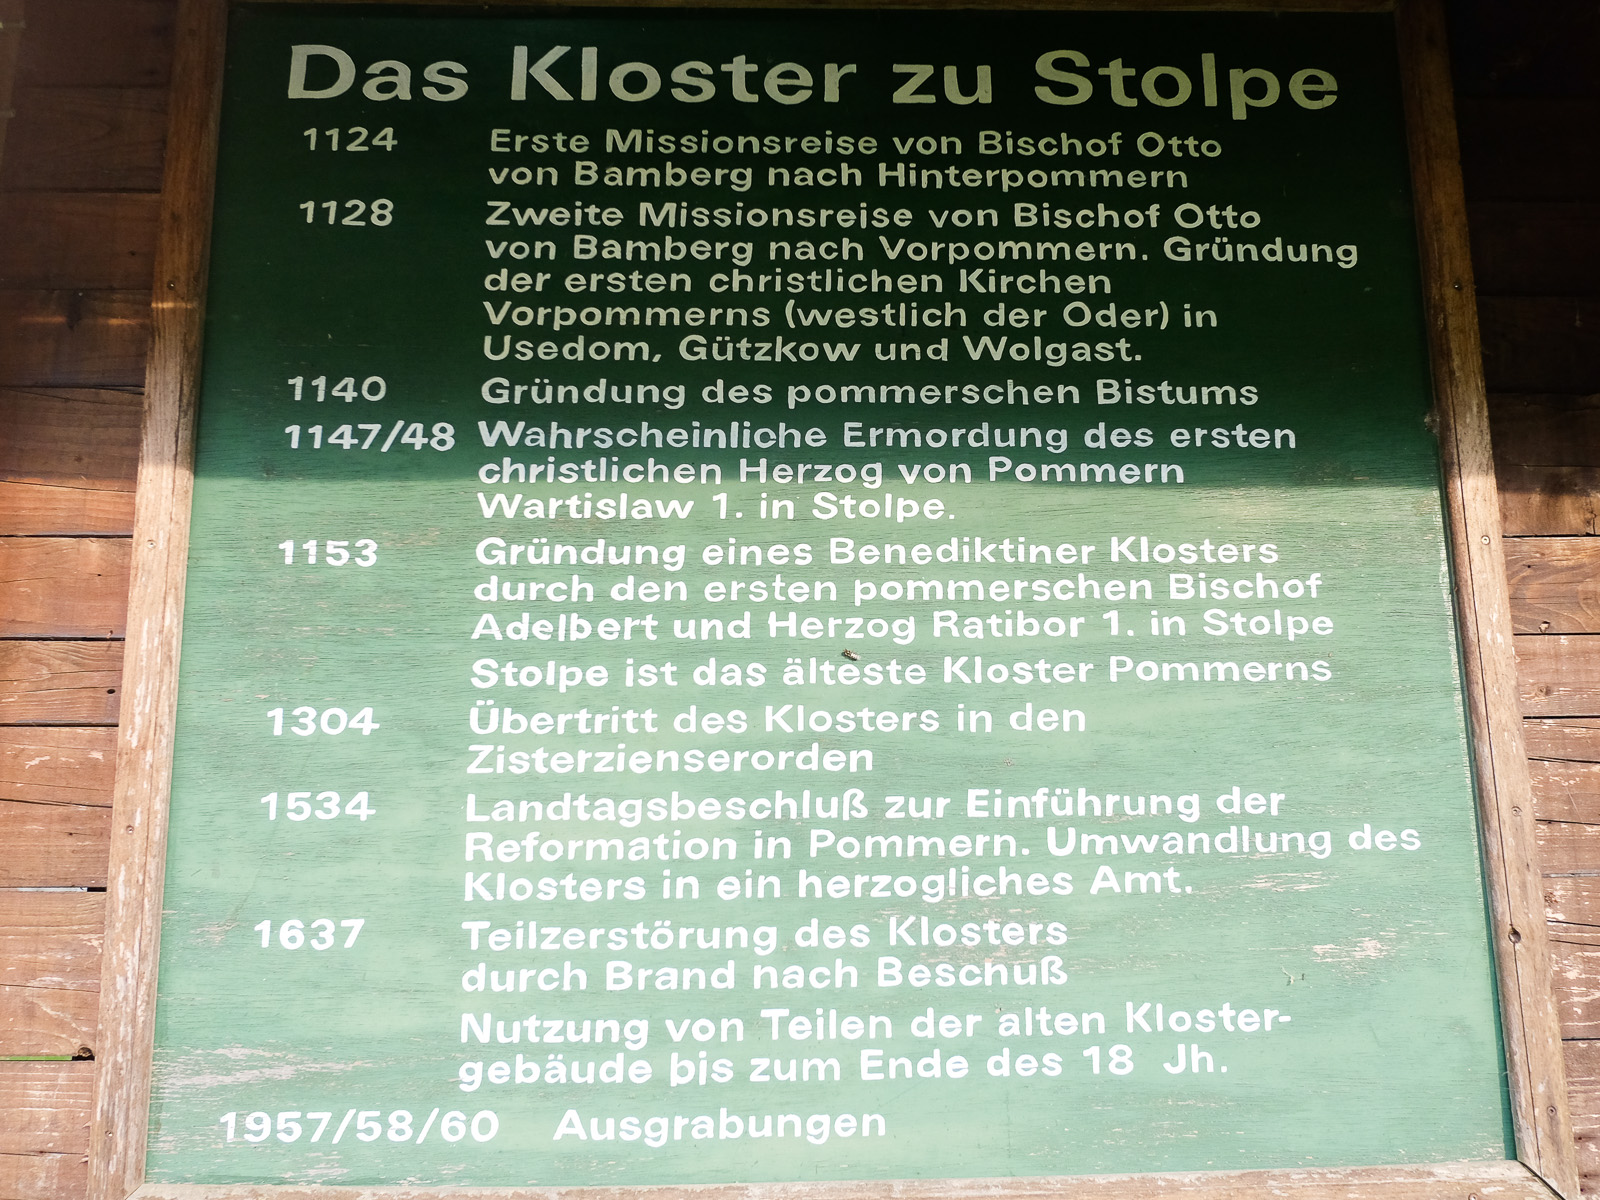 Das Kloster zu Stolpe
1124 Erste Missionsreise von Bischof Otto
von Bamberg nach Hinterpommern
1128 Zweite Missionsreise von Bischof Otto
von Bamberg nach Vorpommern. Gründung
der ersten christlichen Kirchen
Vorpommerns (westlich der Oder) in
Usedom, Gützkow und Wolgast.
1140 Gründung des pommerschen Bistums
1147/48 Wahrscheinliche Ermordung des ersten
christlichen Herzog von Pommern
Wartislaw 1. in Stolpe.
1153 Gründung eines Benediktiner Klosters
durch den ersten pommerschen Bischof
Adelbert und Herzog Ratibor 1. in Stolpe
Stolpe ist das älteste Kloster Pommerns
1304 Übertritt des Klosters in den
Zisterzienserorden
1534 Landtagsbeschluß zur Einführung der
Reformation in Pommern. Umwandlung des
Klosters in ein herzogliches Amt.
1637 Teilzerstörung des Klosters
durch Brand nach Beschuß
Nutzung von Teilen der alten Kloster-
gebäude bis zum Ende des 18 Jh.
1957/58/60 Ausgrabungen